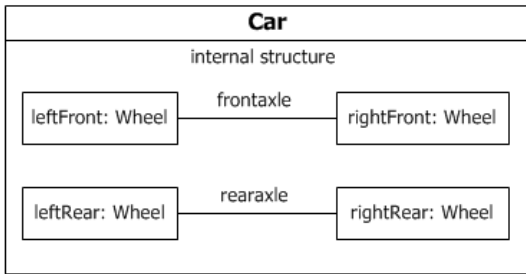 Car
internal structure
frontaxle
leftFront: Wheel
rightFront: Wheel
rearaxle
leftRear: Wheel
rightRear: Wheel